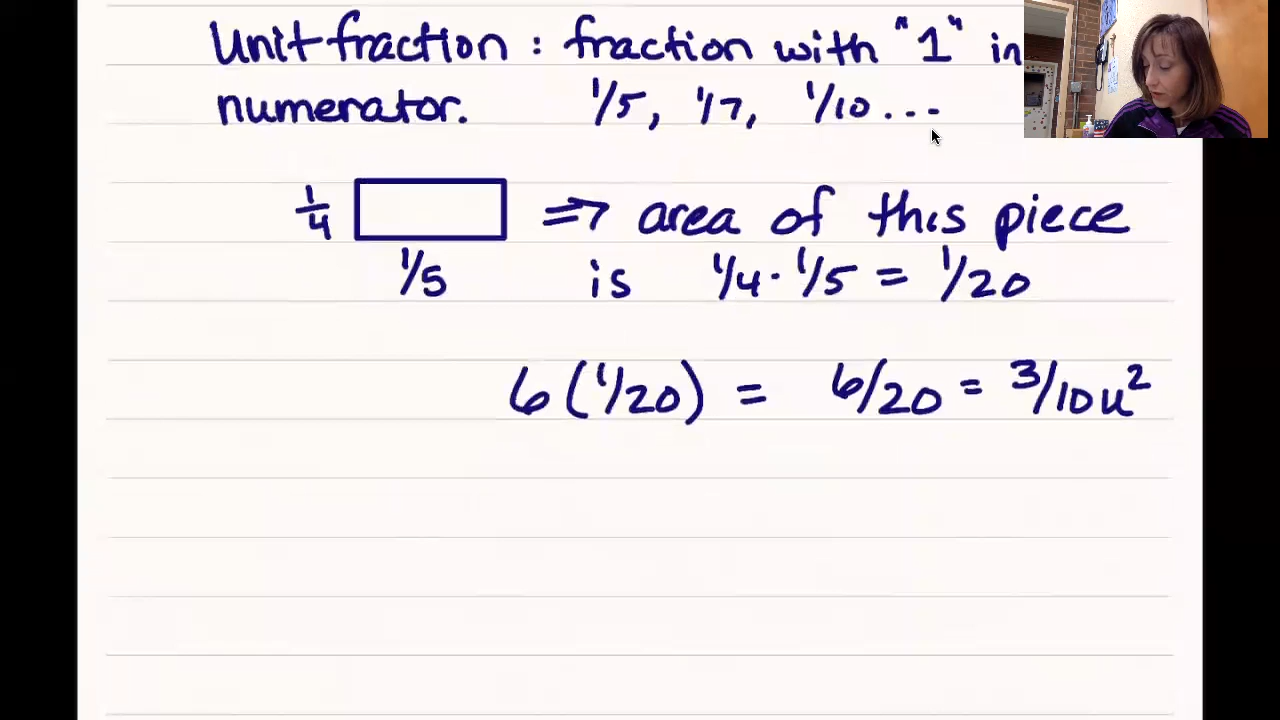 Unit fraction : fraction with "1" in
numerator. 1/5, 1/7, 1/10...
1/4 ⇒ area of this piece
1/5 is 1/4 · 1/5 = 1/20
6 (1/20) = 6/20 = 3/10 u²